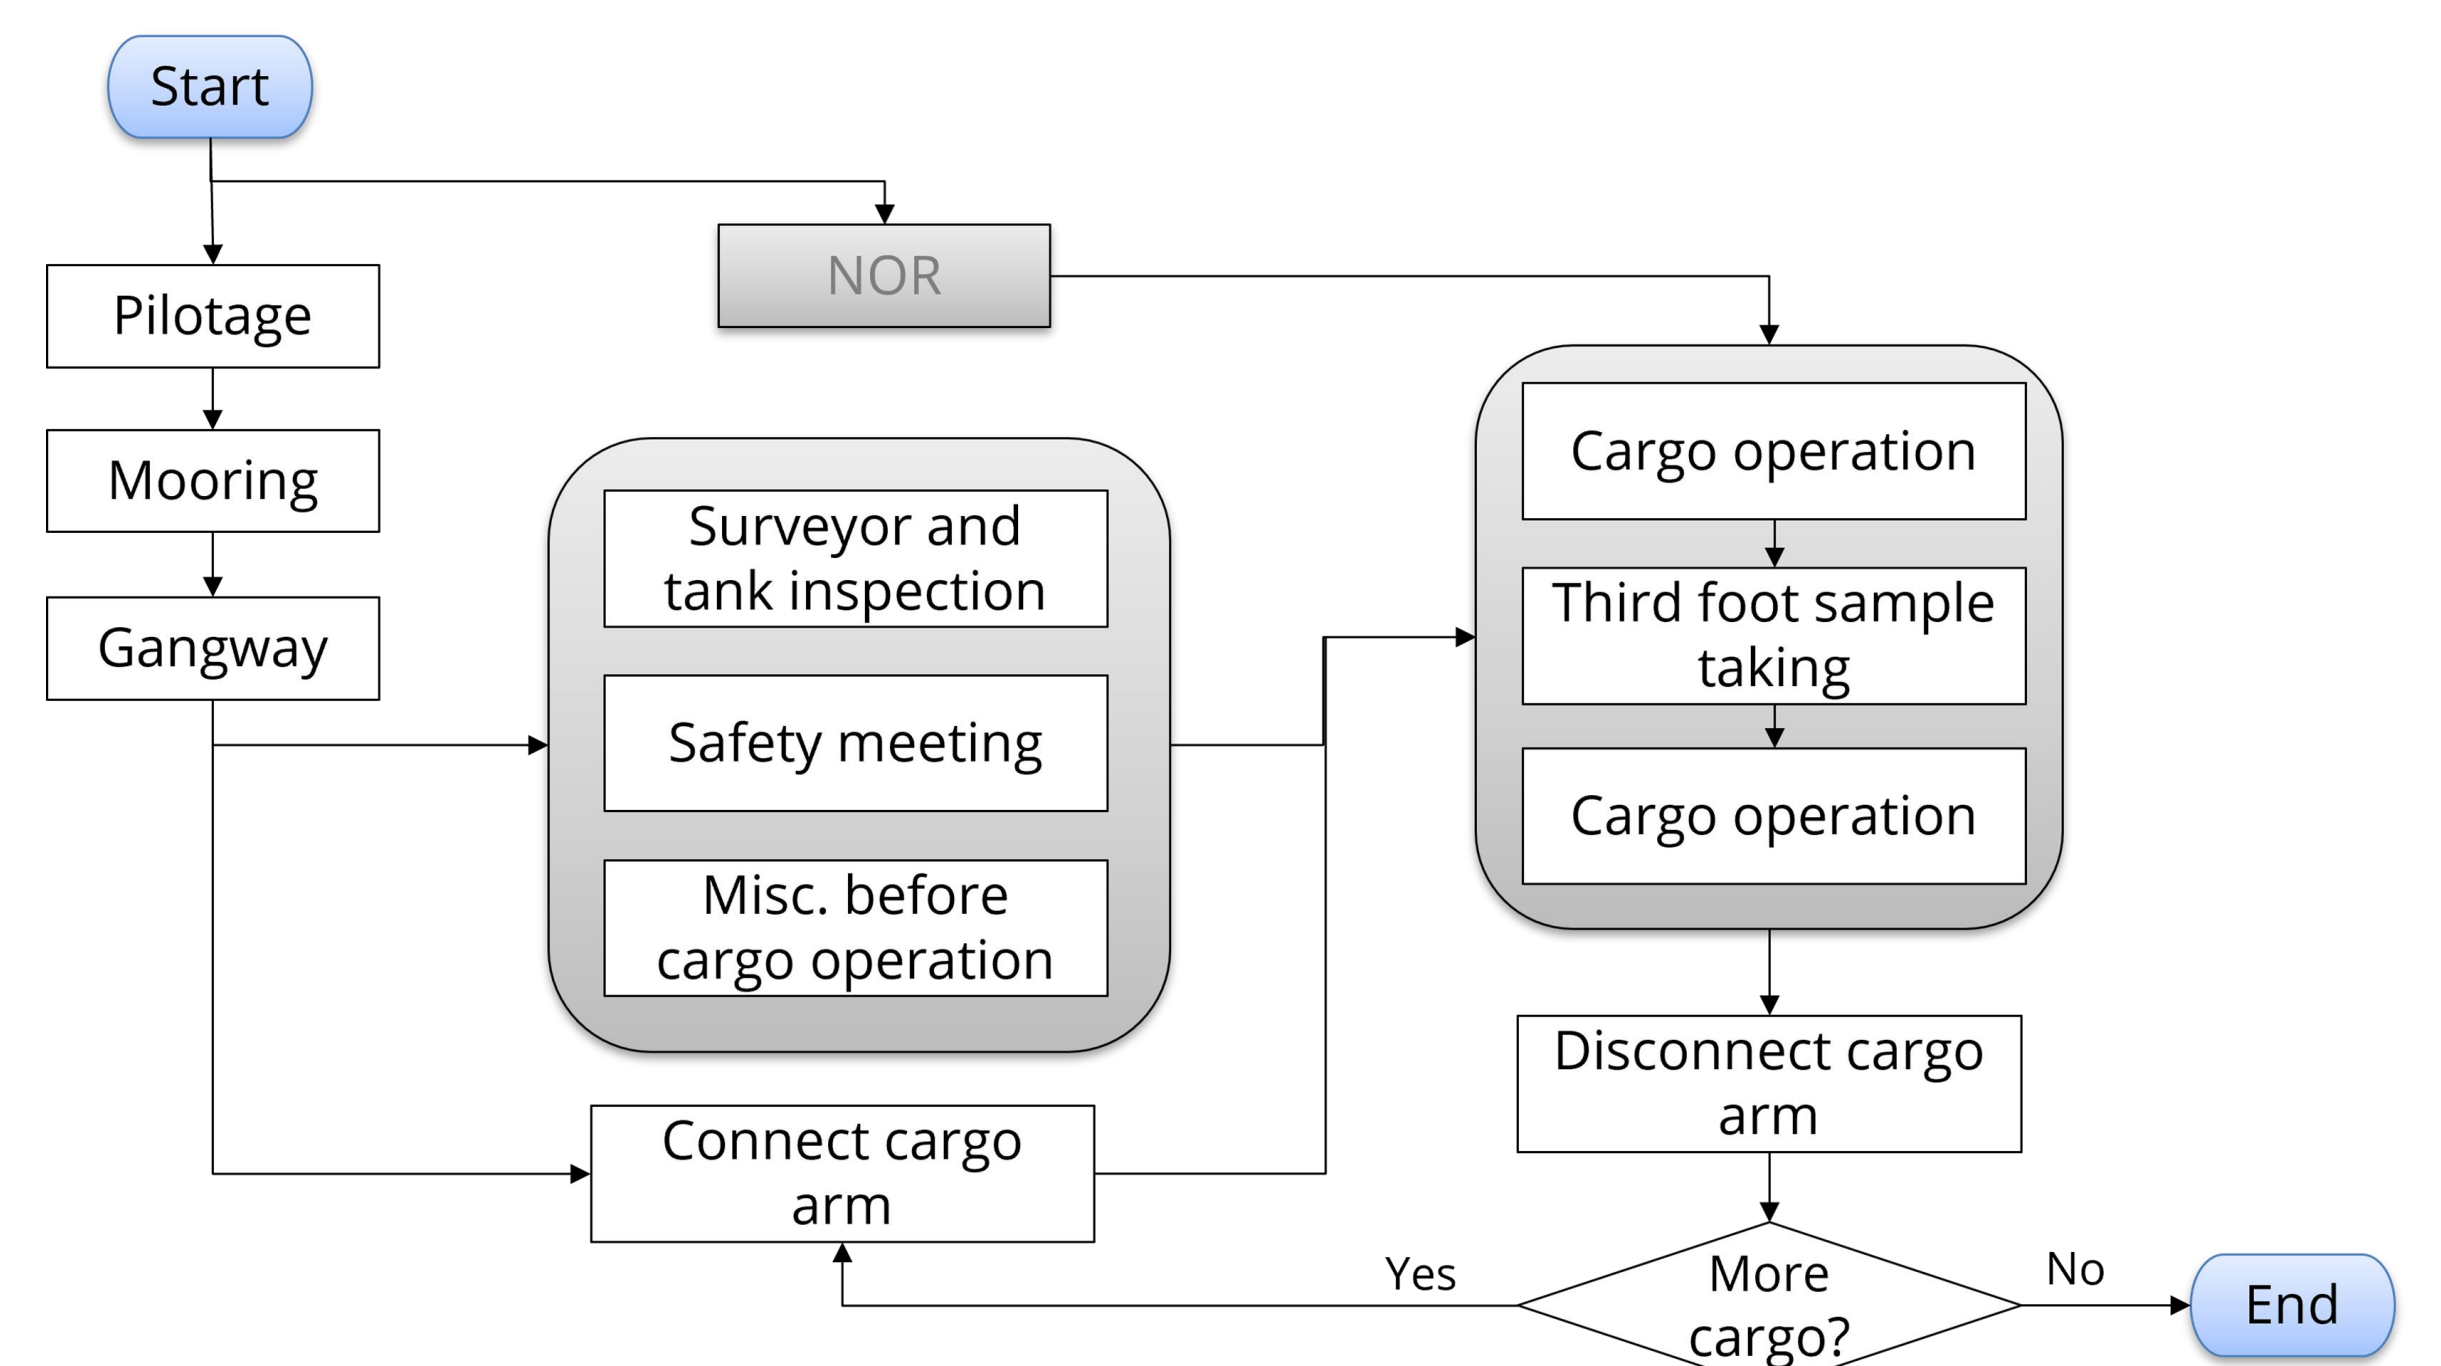 Start
NOR
Pilotage
Mooring
Gangway
Surveyor and
tank inspection
Safety meeting
Misc. before
cargo operation
Connect cargo
arm
Cargo operation
Third foot sample
taking
Cargo operation
Disconnect cargo
arm
More
cargo?
Yes
No
End